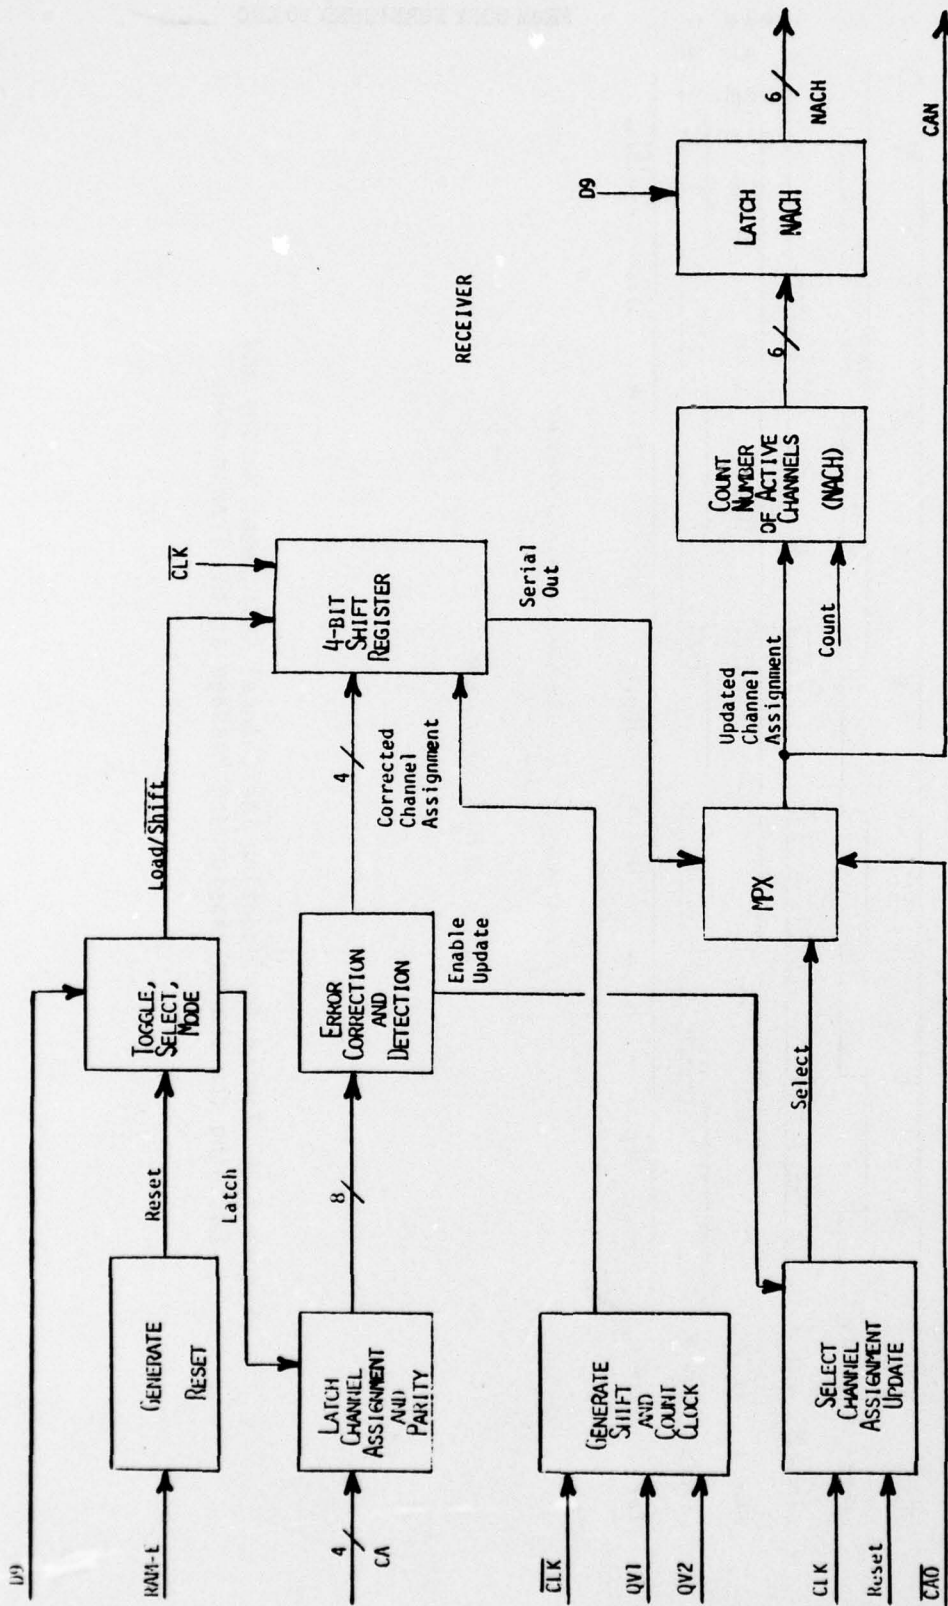 D9
RAM-E
GENERATE
RESET
Reset
TOGGLE,
SELECT,
MODE
Load/Shift
Latch
4
CA
LATCH
CHANNEL
ASSIGNMENT
AND
PARITY
8
ERROR
CORRECTION
AND
DETECTION
4
Corrected
Channel
Assignment
Enable
Update
CLK
4-BIT
SHIFT
REGISTER
Serial
Out
RECEIVER
CLK
QV1
QV2
GENERATE
SHIFT
AND
COUNT
CLOCK
CLK
Reset
SELECT
CHANNEL
ASSIGNMENT
UPDATE
Select
MPX
Updated
Channel
Assignment
Count
COUNT
NUMBER
OF ACTIVE
CHANNELS
(NACH)
6
D9
LATCH
NACH
6
NACH
CAO
CAN